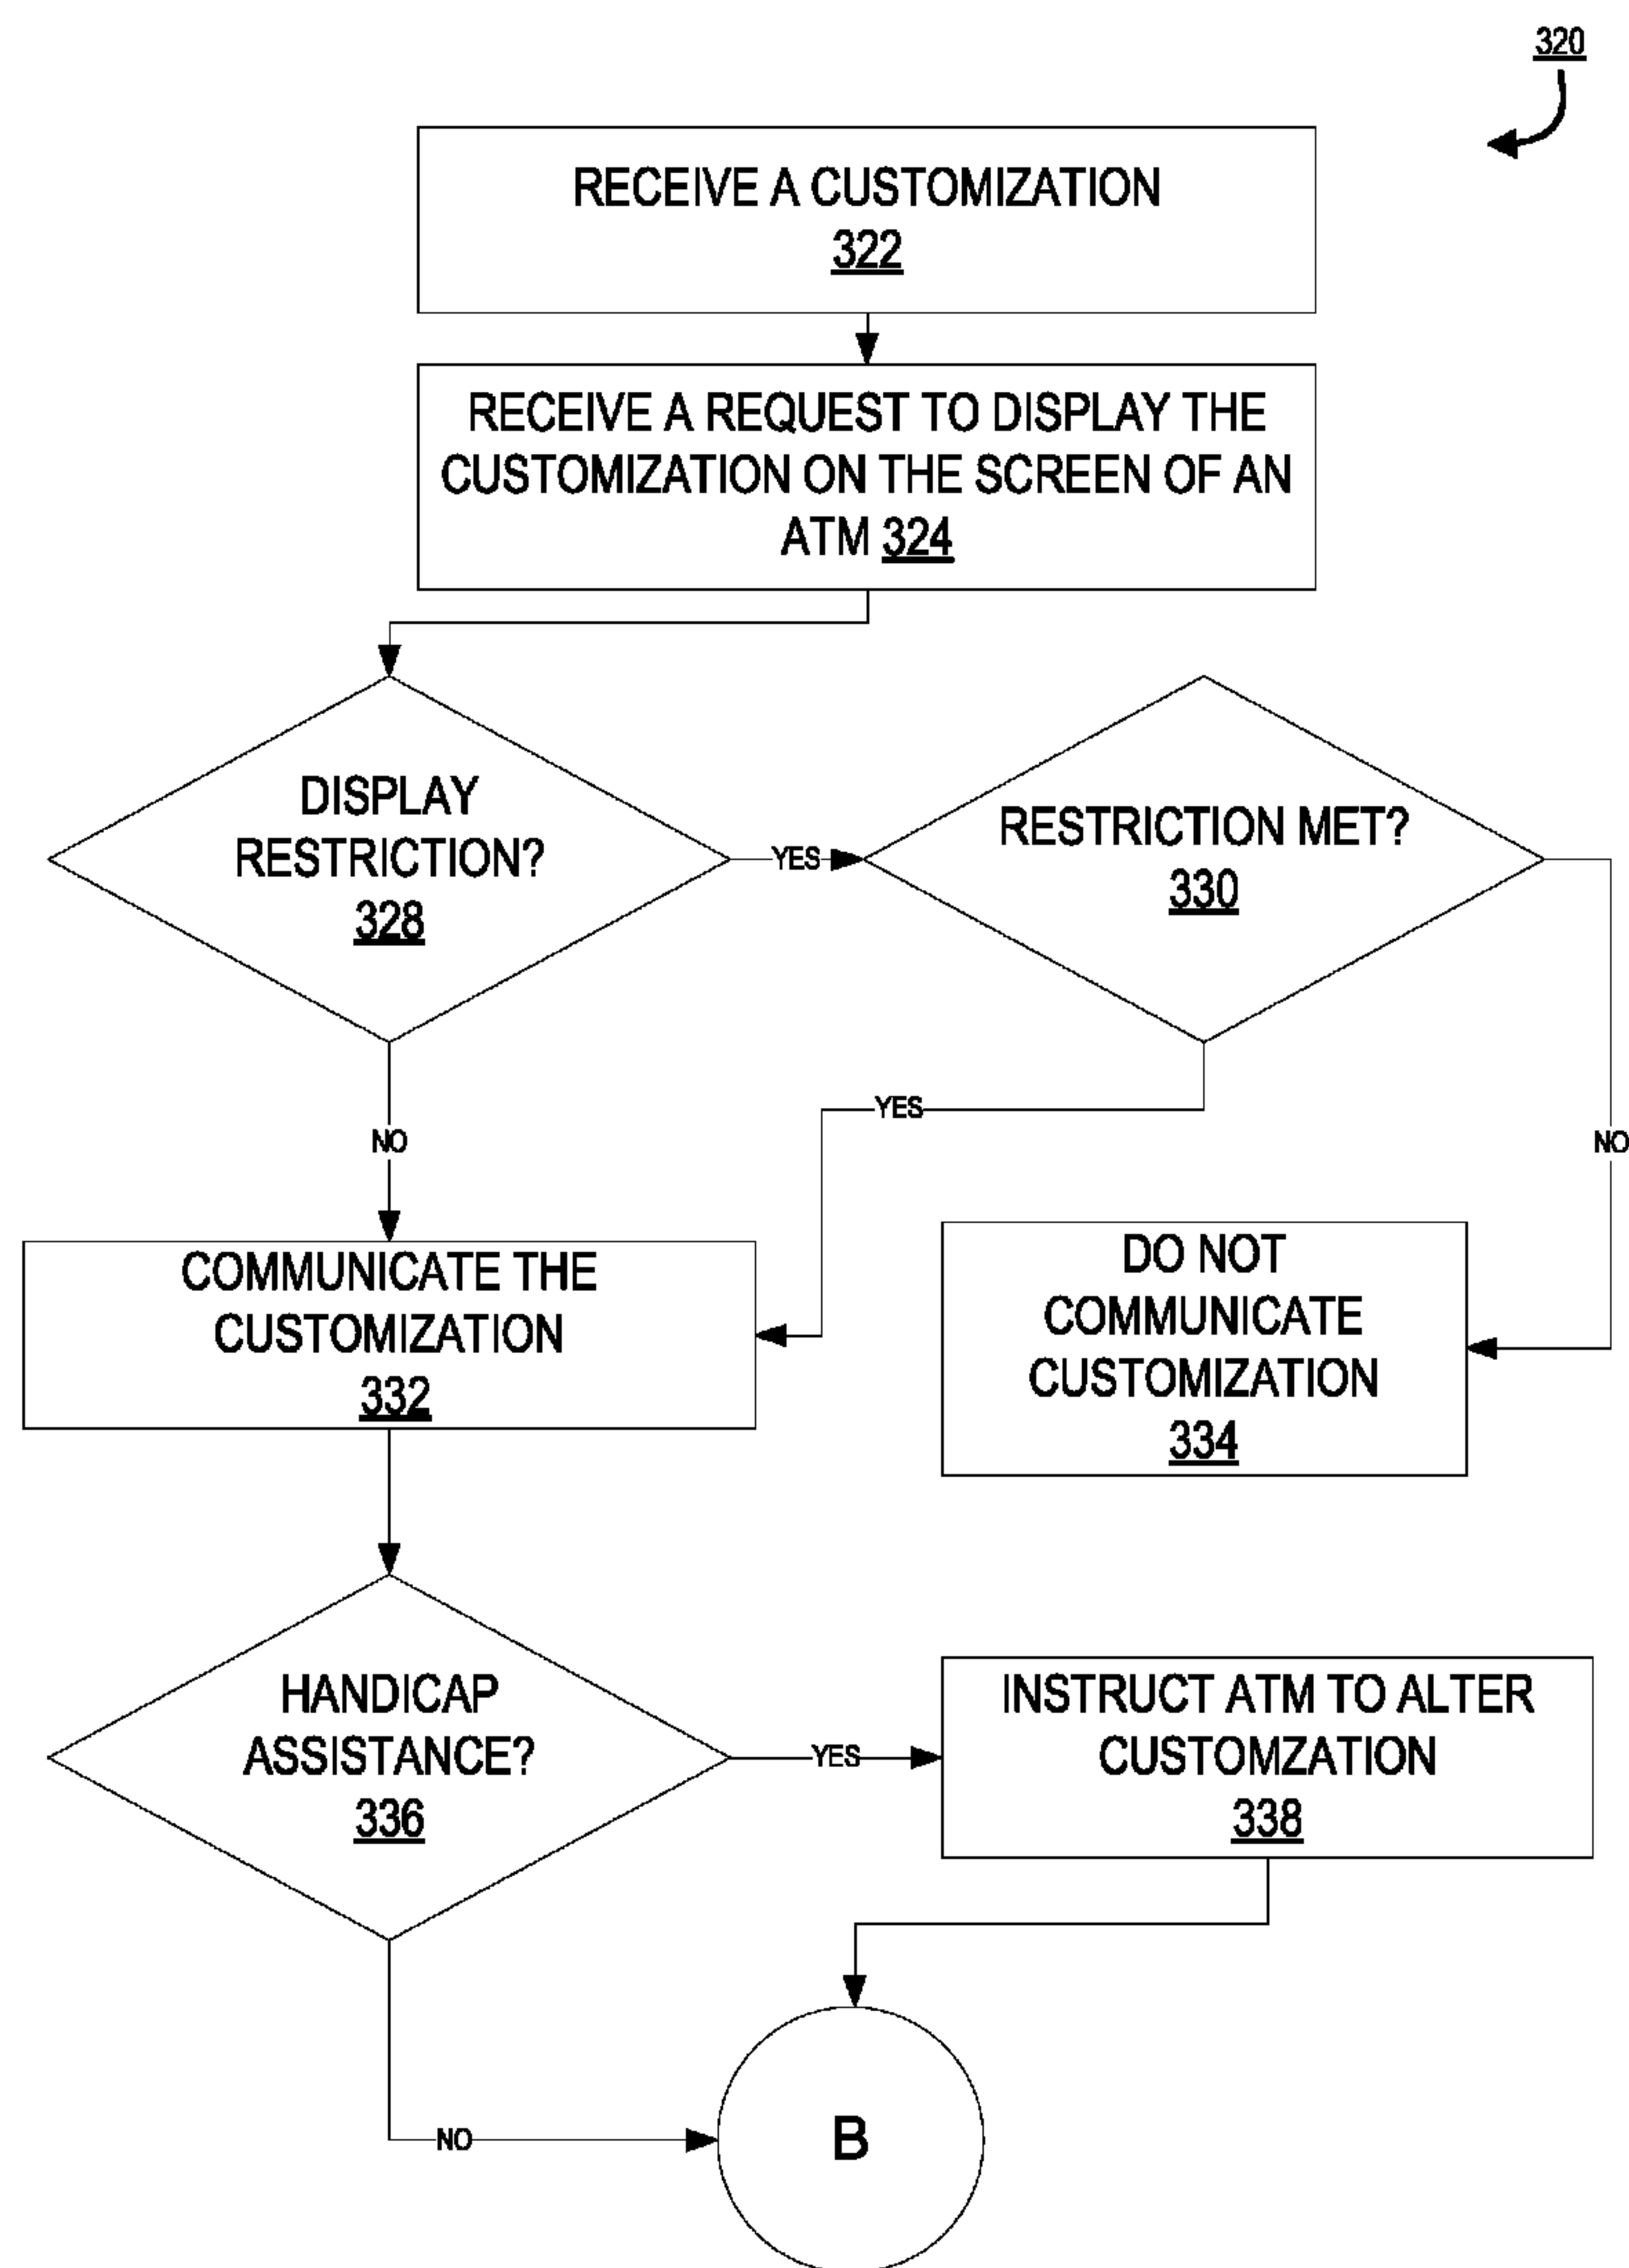 320
RECEIVE A CUSTOMIZATION
322
RECEIVE A REQUEST TO DISPLAY THE
CUSTOMIZATION ON THE SCREEN OF AN
ATM 324
DISPLAY
RESTRICTION?
328
YES
RESTRICTION MET?
330
YES
NO
NO
COMMUNICATE THE
CUSTOMIZATION
332
DO NOT
COMMUNICATE
CUSTOMIZATION
334
HANDICAP
ASSISTANCE?
336
YES
INSTRUCT ATM TO ALTER
CUSTOMZATION
338
NO
B